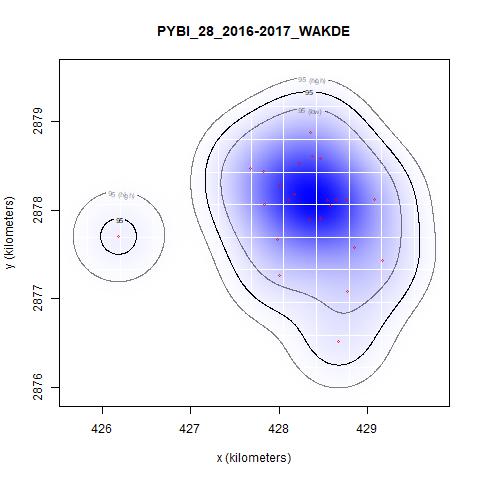 PYBI_28_2016-2017_WAKDE
95 (high)
95
95 (low)
95 (high)
95
2879
2878
2877
2876
y (kilometers)
426 427 428 429
x (kilometers)